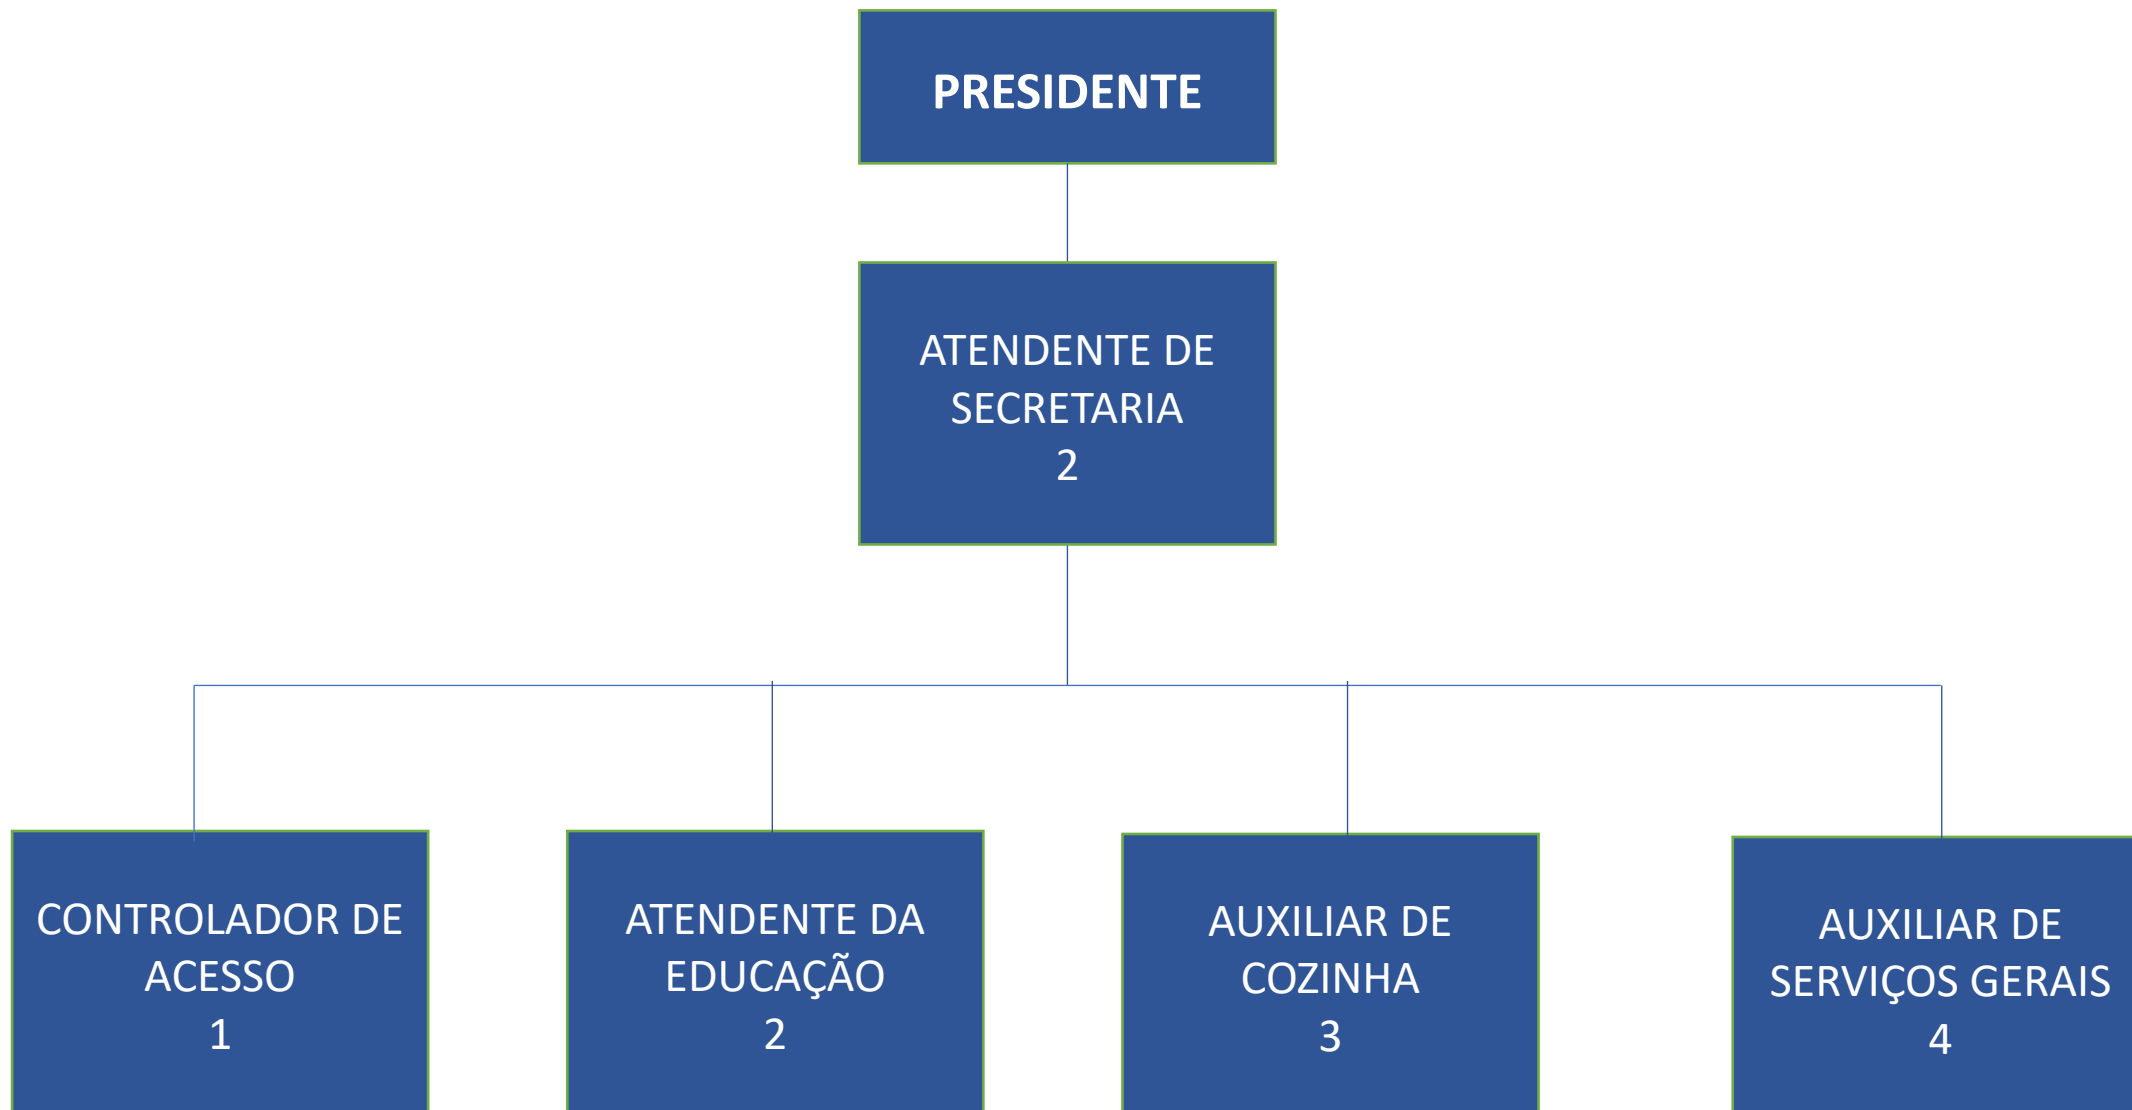 PRESIDENTE
ATENDENTE DE
SECRETARIA
2
CONTROLADOR DE
ACESSO
1
ATENDENTE DA
EDUCAÇÃO
2
AUXILIAR DE
COZINHA
3
AUXILIAR DE
SERVIÇOS GERAIS
4